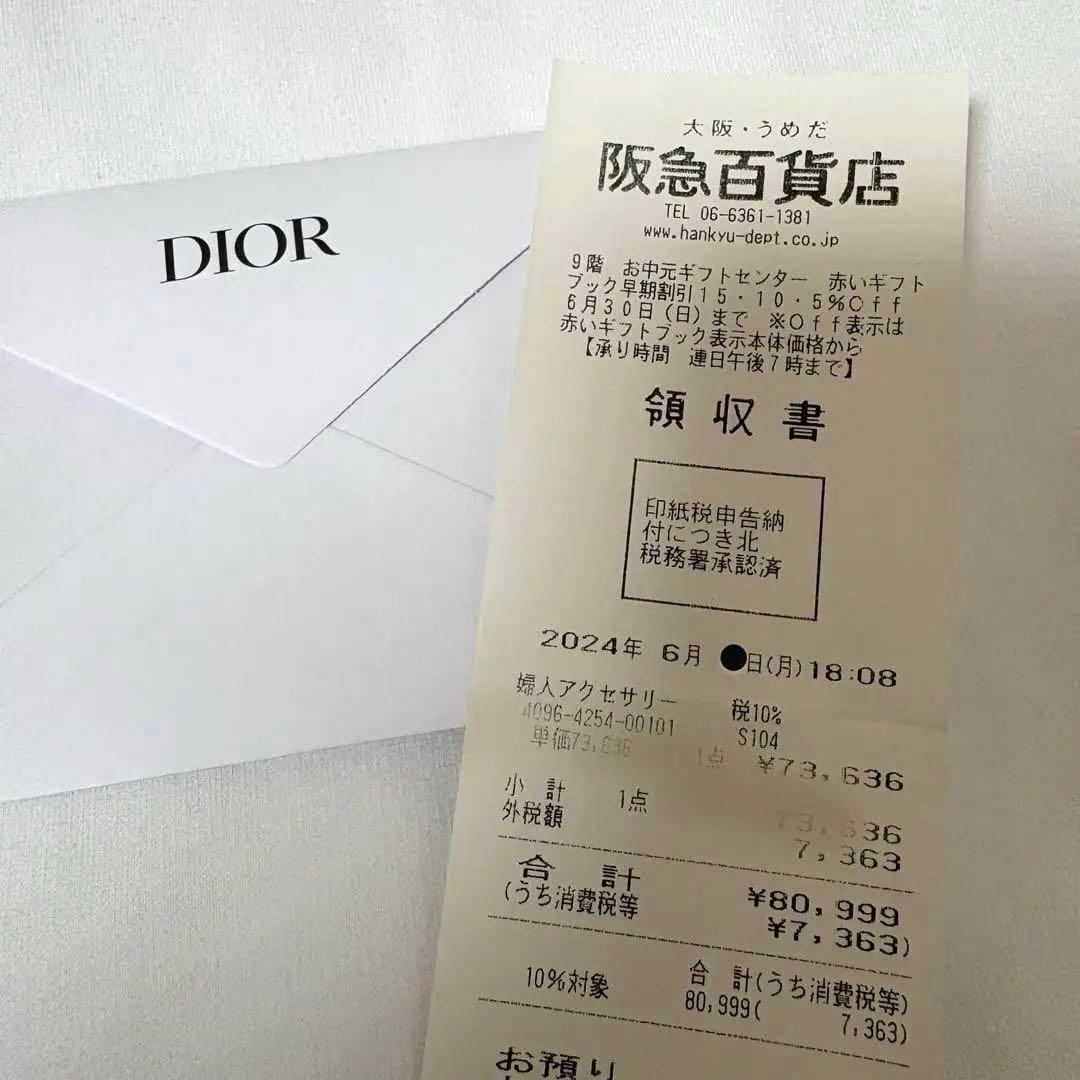 DIOR
大阪・うめだ
阪急百貨店
TEL 06-6361-1381
www.hankyu-dept.co.jp
9階 お中元ギフトセンター 赤いギフト
ブック早期割引15・10・5%Off
6月30日(日)まで ※Off表示は
赤いギフトブック表示本体価格から
【承り時間 連日午後7時まで】
領収書
印紙税申告納
付につき北
税務署承認済
2024年 6月 日(月)18:08
婦人アクセサリー 税10%
4096-4254-00101 S104
単価73,636 1点 ¥73,636
小計 1点 73,636
外税額 7,363
合計 ¥80,999
(うち消費税等 ¥7,363)
合計(うち消費税等)
10%対象 80,999( 7,363)
お預り